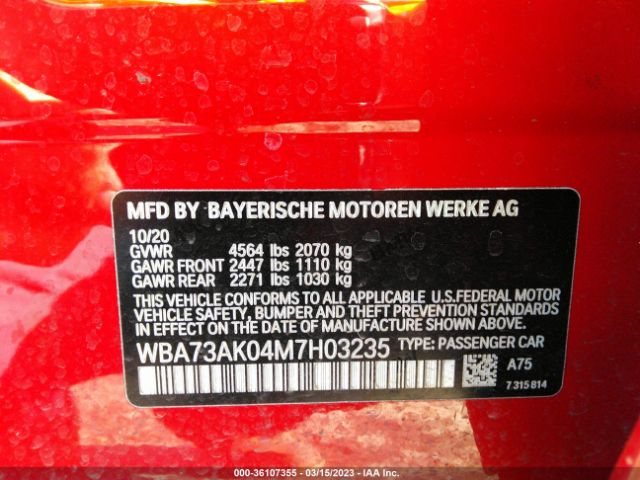 MFD BY BAYERISCHE MOTOREN WERKE AG
10/20
GVWR 4564 lbs 2070 kg
GAWR FRONT 2447 lbs 1110 kg
GAWR REAR 2271 lbs 1030 kg
THIS VEHICLE CONFORMS TO ALL APPLICABLE U.S.FEDERAL MOTOR
VEHICLE SAFETY, BUMPER AND THEFT PREVENTION STANDARDS
IN EFFECT ON THE DATE OF MANUFACTURE SHOWN ABOVE.
WBA73AK04M7H03235 TYPE: PASSENGER CAR
A75
7 315 814
000-36107355 — 03/15/2023 — IAA Inc.